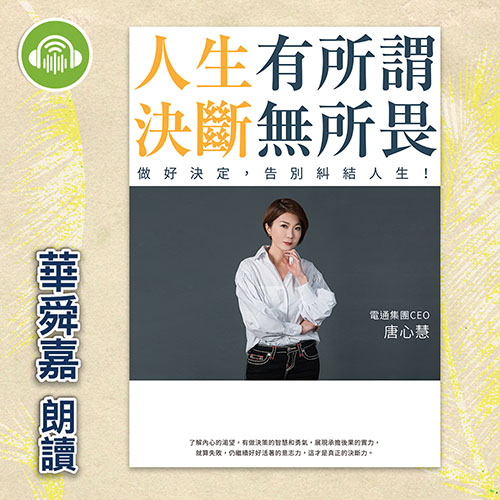 人生有所謂
決斷無所畏
做好決定，告別糾結人生！
電通集團CEO
唐心慧
華舜嘉 朗讀
了解內心的渴望，有做決策的智慧和勇氣，展現承擔後果的實力，
就算失敗，仍繼續好好活著的意志力，這才是真正的決斷力。